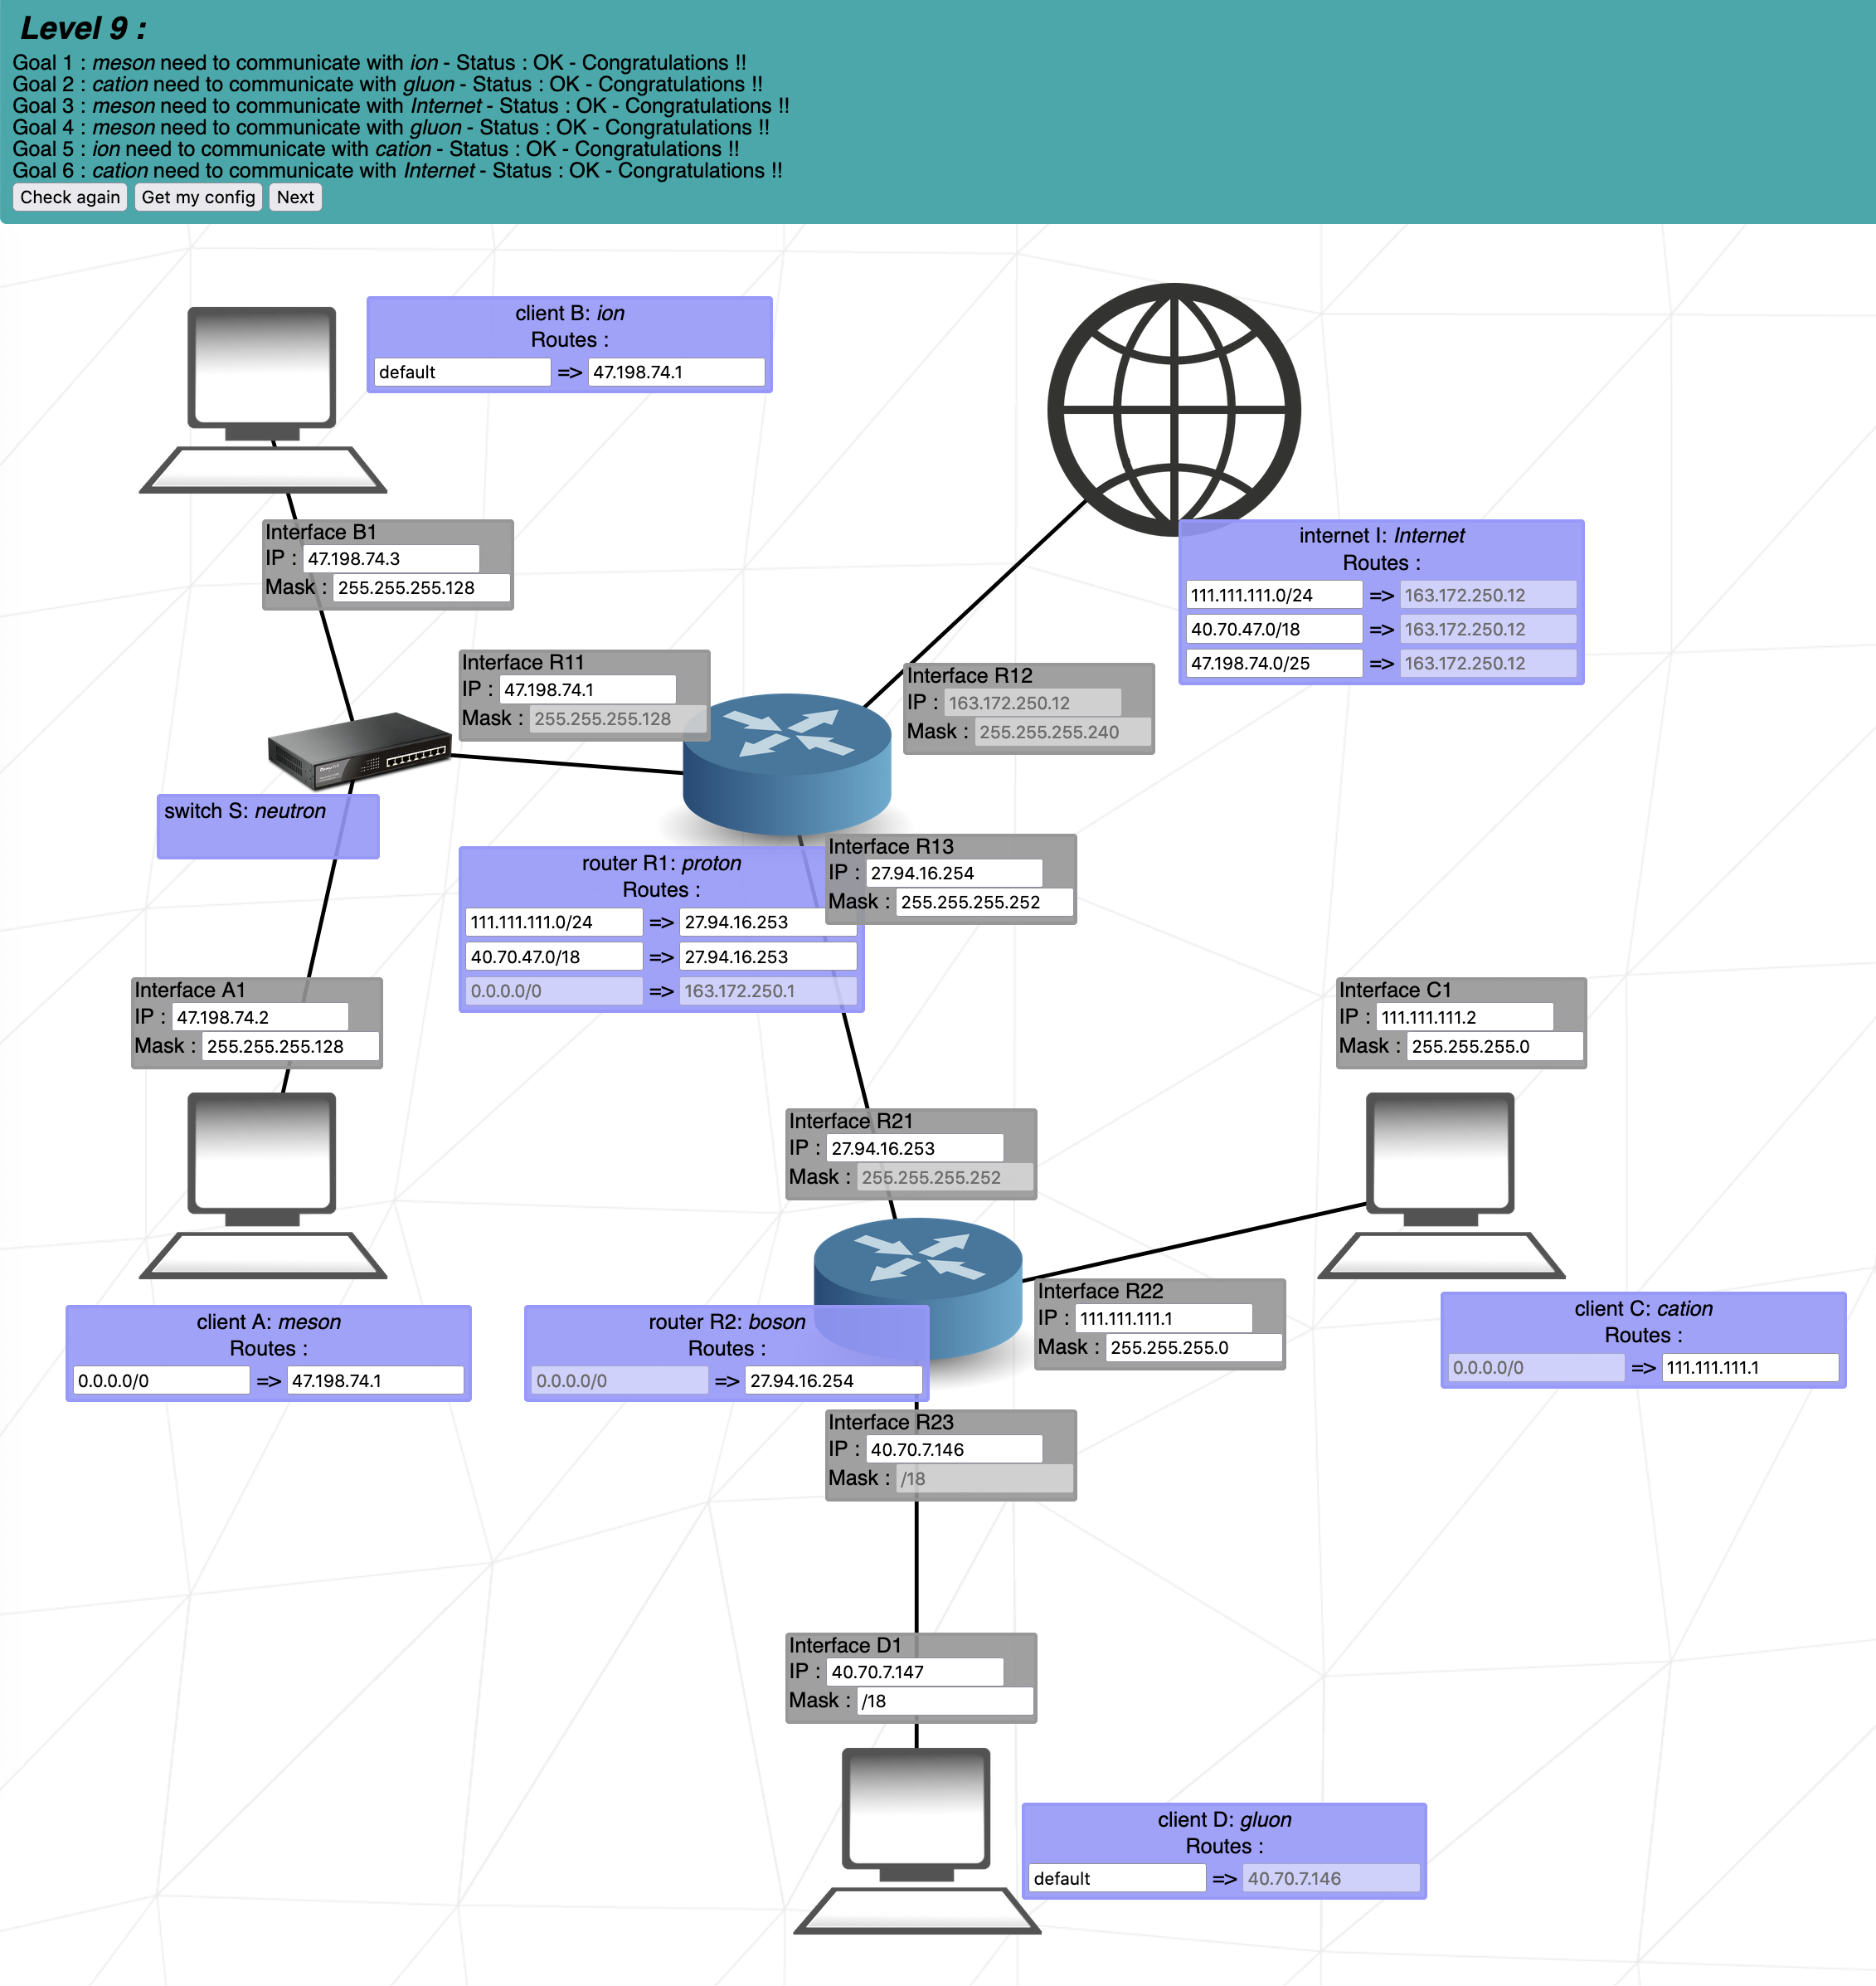 Level 9 :
Goal 1 : meson need to communicate with ion - Status : OK - Congratulations !!
Goal 2 : cation need to communicate with gluon - Status : OK - Congratulations !!
Goal 3 : meson need to communicate with Internet - Status : OK - Congratulations !!
Goal 4 : meson need to communicate with gluon - Status : OK - Congratulations !!
Goal 5 : ion need to communicate with cation - Status : OK - Congratulations !!
Goal 6 : cation need to communicate with Internet - Status : OK - Congratulations !!
Check again Get my config Next
client B: ion
Routes :
default => 47.198.74.1
Interface B1
IP : 47.198.74.3
Mask : 255.255.255.128
internet I: Internet
Routes :
111.111.111.0/24 => 163.172.250.12
40.70.47.0/18 => 163.172.250.12
47.198.74.0/25 => 163.172.250.12
Interface R11
IP : 47.198.74.1
Mask : 255.255.255.128
Interface R12
IP : 163.172.250.12
Mask : 255.255.255.240
switch S: neutron
Interface R13
IP : 27.94.16.254
Mask : 255.255.255.252
router R1: proton
Routes :
111.111.111.0/24 => 27.94.16.253
40.70.47.0/18 => 27.94.16.253
0.0.0.0/0 => 163.172.250.1
Interface A1
IP : 47.198.74.2
Mask : 255.255.255.128
Interface C1
IP : 111.111.111.2
Mask : 255.255.255.0
Interface R21
IP : 27.94.16.253
Mask : 255.255.255.252
Interface R22
IP : 111.111.111.1
Mask : 255.255.255.0
client A: meson
Routes :
0.0.0.0/0 => 47.198.74.1
router R2: boson
Routes :
0.0.0.0/0 => 27.94.16.254
client C: cation
Routes :
0.0.0.0/0 => 111.111.111.1
Interface R23
IP : 40.70.7.146
Mask : /18
Interface D1
IP : 40.70.7.147
Mask : /18
client D: gluon
Routes :
default => 40.70.7.146